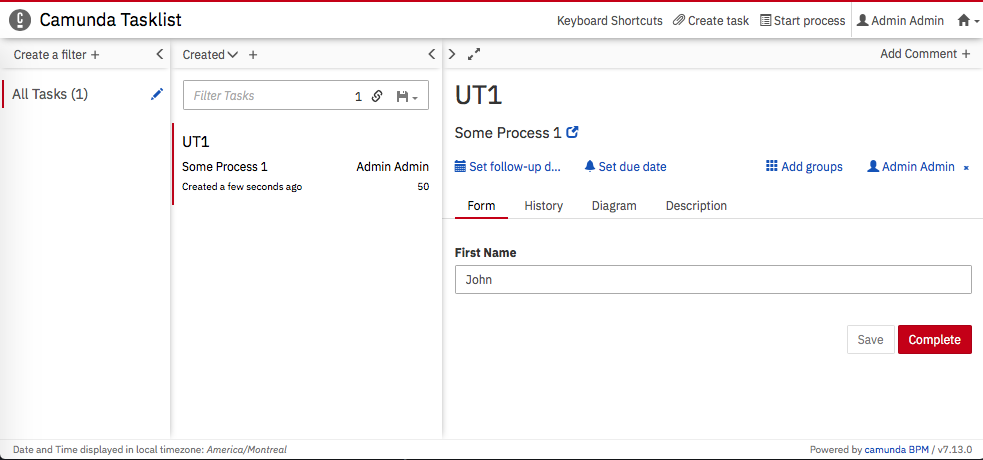 Camunda Tasklist Keyboard Shortcuts Create task Start process Admin Admin
Create a filter + Created + Add Comment +
All Tasks (1)
Filter Tasks 1
UT1
Some Process 1 Admin Admin
Created a few seconds ago 50
UT1
Some Process 1
Set follow-up d... Set due date Add groups Admin Admin ×
Form History Diagram Description
First Name
John
Save Complete
Date and Time displayed in local timezone: America/Montreal Powered by camunda BPM / v7.13.0